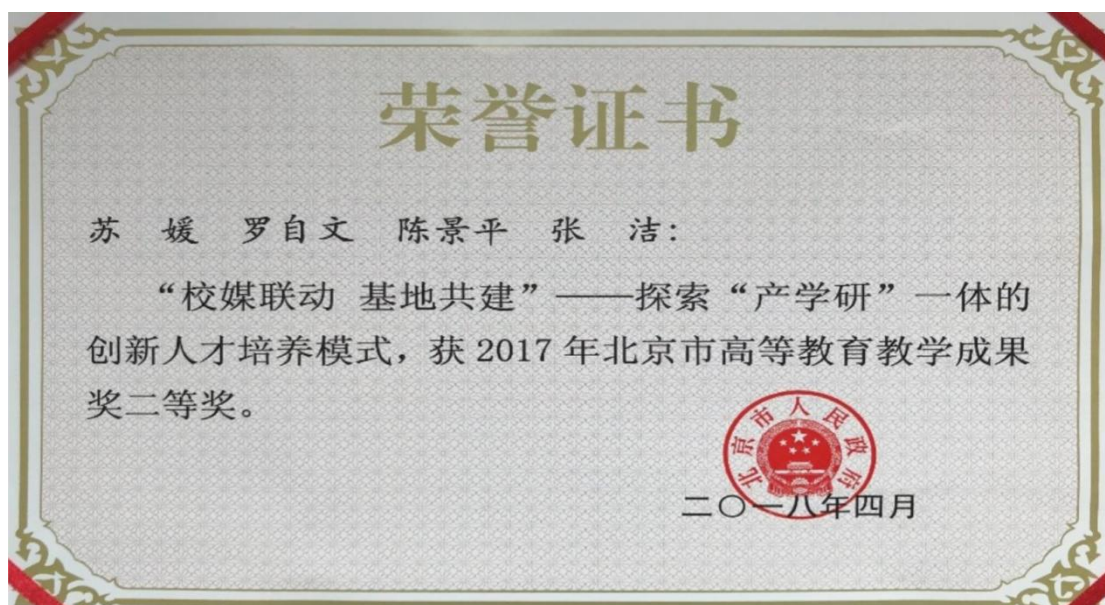 荣誉证书
苏 媛 罗自文 陈景平 张 洁：
“校媒联动 基地共建”——探索“产学研”一体的
创新人才培养模式，获 2017 年北京市高等教育教学成果
奖二等奖。
北京市人民政府
二〇一八年四月